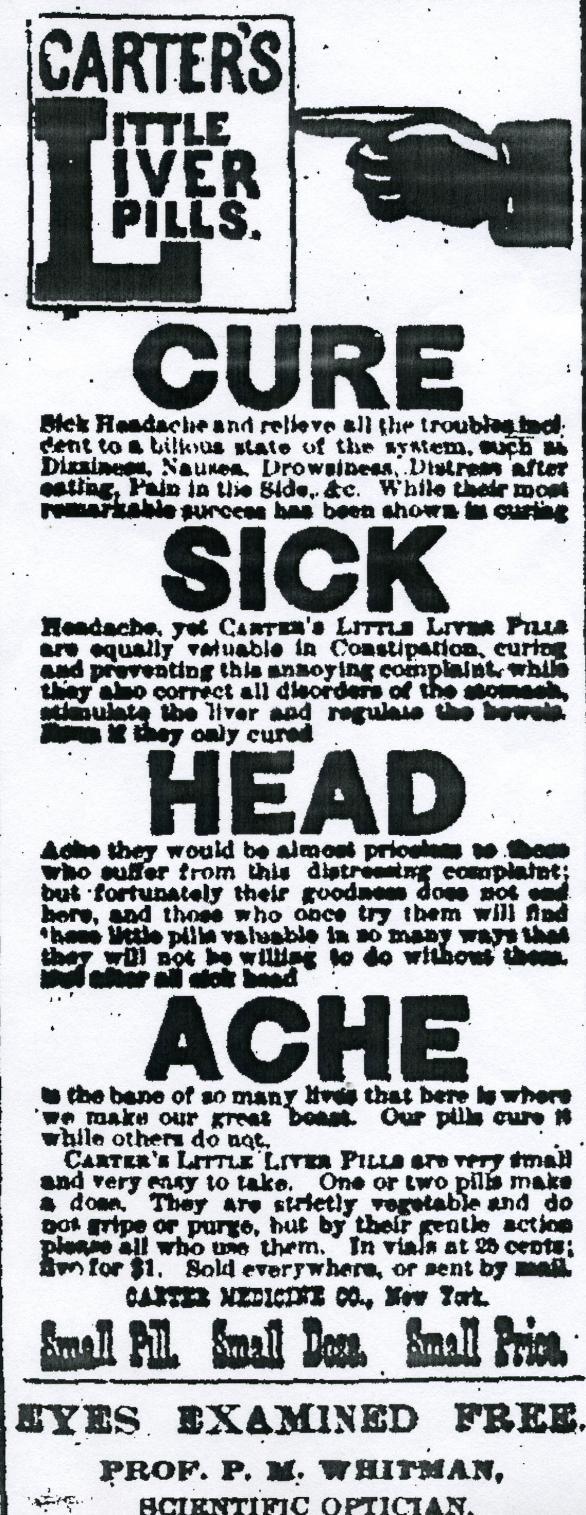 CARTER'S
LITTLE
LIVER
PILLS.
CURE
Sick Headache and relieve all the troubles inci-
dent to a bilious state of the system, such as
Dizziness, Nausea, Drowsiness, Distress after
eating, Pain in the Side, &c. While their most
remarkable success has been shown in curing
SICK
Headache, yet CARTER'S LITTLE LIVER PILLS
are equally valuable in Constipation, curing
and preventing this annoying complaint, while
they also correct all disorders of the stomach,
stimulate the liver and regulate the bowels.
Even if they only cured
HEAD
Ache they would be almost priceless to those
who suffer from this distressing complaint;
but fortunately their goodness does not end
here, and those who once try them will find
these little pills valuable in so many ways that
they will not be willing to do without them.
But after all sick head
ACHE
is the bane of so many lives that here is where
we make our great boast. Our pills cure it
while others do not.
CARTER'S LITTLE LIVER PILLS are very small
and very easy to take. One or two pills make
a dose. They are strictly vegetable and do
not gripe or purge, but by their gentle action
please all who use them. In vials at 25 cents;
five for $1. Sold everywhere, or sent by mail.
CARTER MEDICINE CO., New York.
Small Pill. Small Dose. Small Price.
EYES EXAMINED FREE.
PROF. P. M. WHITMAN,
SCIENTIFIC OPTICIAN.